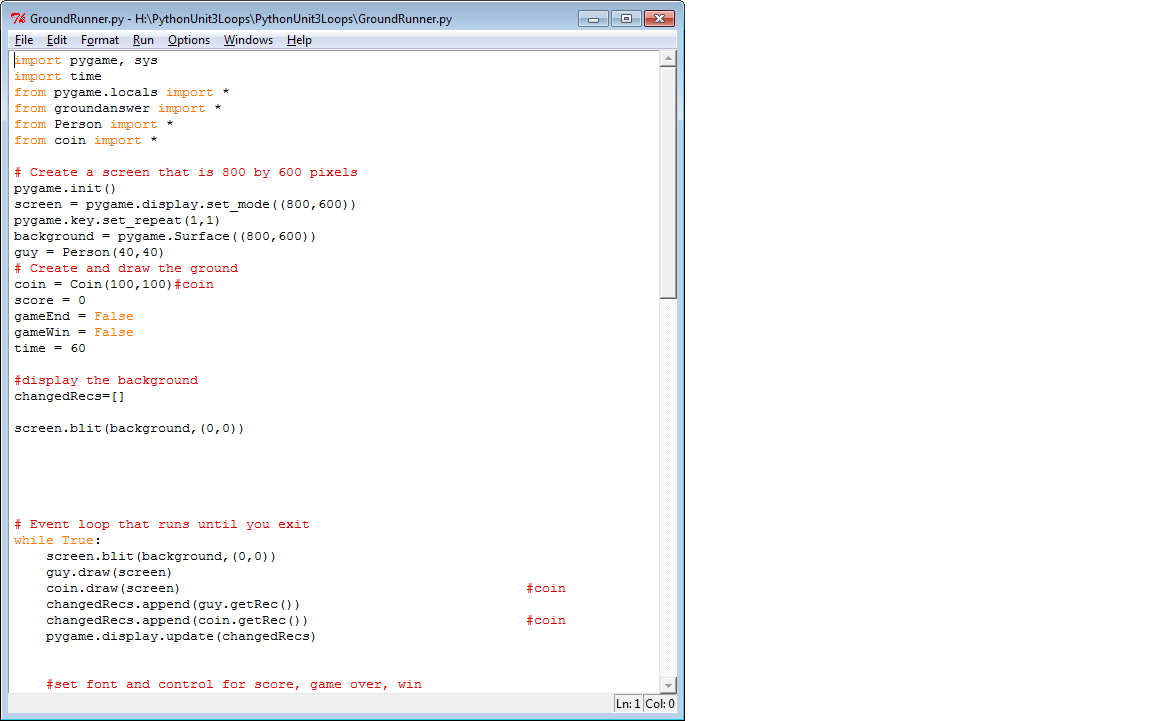 GroundRunner.py - H:\PythonUnit3Loops\PythonUnit3Loops\GroundRunner.py
File Edit Format Run Options Windows Help
import pygame, sys
import time
from pygame.locals import *
from groundanswer import *
from Person import *
from coin import *
# Create a screen that is 800 by 600 pixels
pygame.init()
screen = pygame.display.set_mode((800,600))
pygame.key.set_repeat(1,1)
background = pygame.Surface((800,600))
guy = Person(40,40)
# Create and draw the ground
coin = Coin(100,100)#coin
score = 0
gameEnd = False
gameWin = False
time = 60
#display the background
changedRecs=[]
screen.blit(background,(0,0))
# Event loop that runs until you exit
while True:
    screen.blit(background,(0,0))
    guy.draw(screen)
    coin.draw(screen) #coin
    changedRecs.append(guy.getRec())
    changedRecs.append(coin.getRec()) #coin
    pygame.display.update(changedRecs)
    #set font and control for score, game over, win
Ln: 1 Col: 0